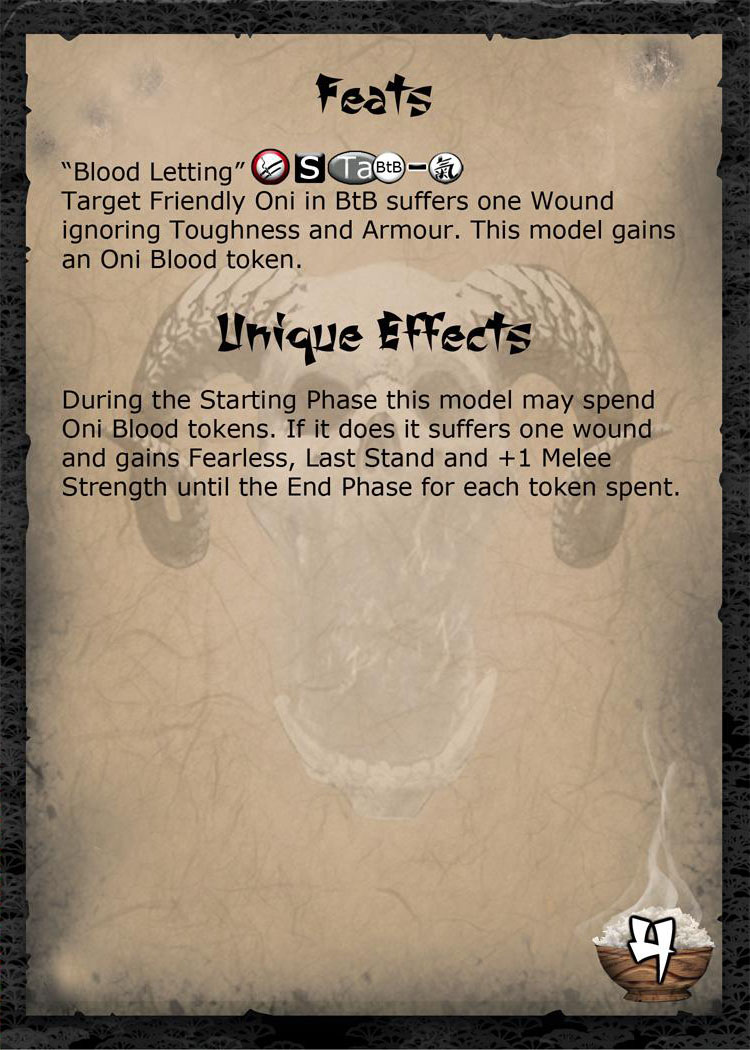 Feats
“Blood Letting” S Ta BtB − 氣
Target Friendly Oni in BtB suffers one Wound
ignoring Toughness and Armour. This model gains
an Oni Blood token.
Unique Effects
During the Starting Phase this model may spend
Oni Blood tokens. If it does it suffers one wound
and gains Fearless, Last Stand and +1 Melee
Strength until the End Phase for each token spent.
4